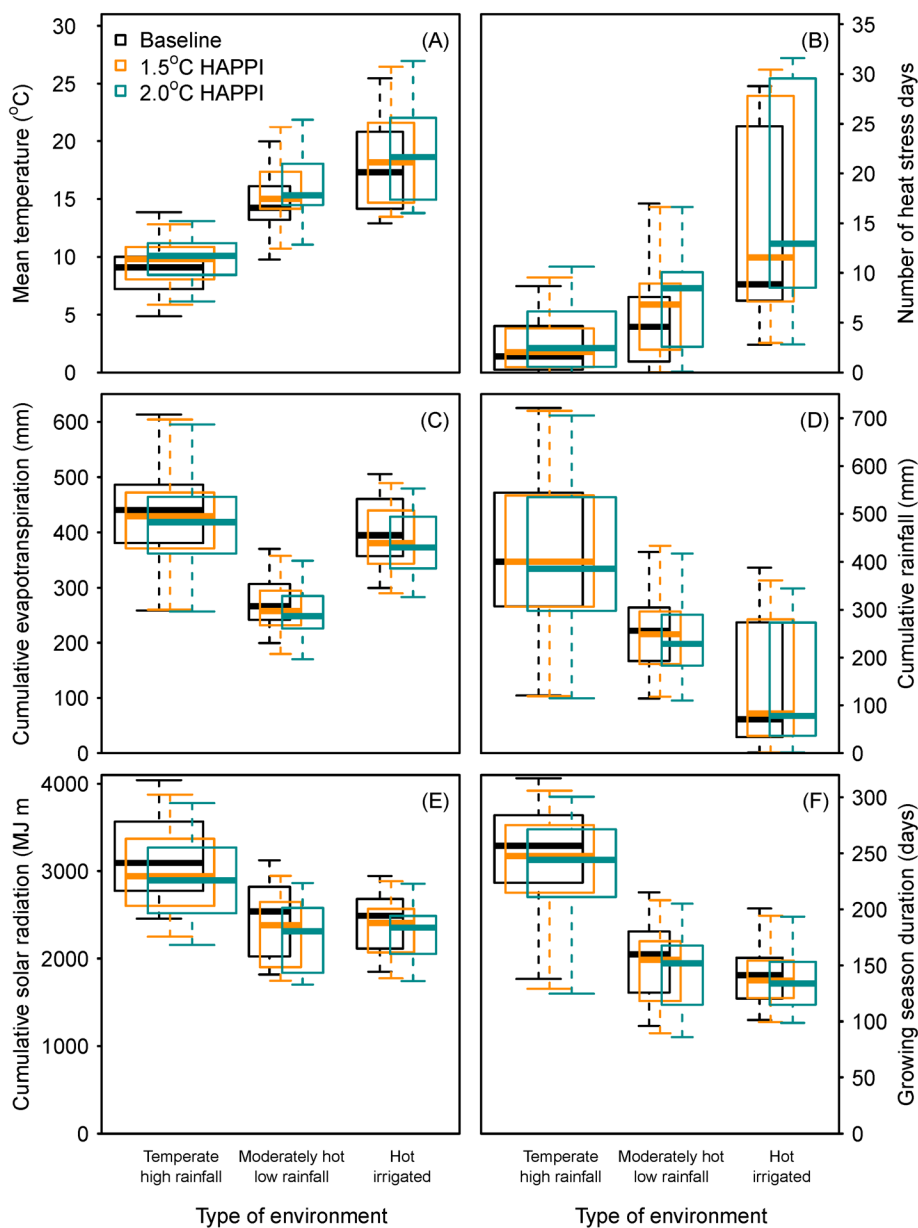 Mean temperature (°C)
30
25
20
15
10
5
0
Baseline
1.5°C HAPPI
2.0°C HAPPI
(A)
(B)
35
30
25
20
15
10
5
0
Number of heat stress days
Cumulative evapotranspiration (mm)
600
500
400
300
200
100
0
(C)
(D)
700
600
500
400
300
200
100
0
Cumulative rainfall (mm)
Cumulative solar radiation (MJ m
4000
3000
2000
1000
0
(E)
(F)
300
250
200
150
100
50
0
Growing season duration (days)
Temperate
high rainfall
Moderately hot
low rainfall
Hot
irrigated
Temperate
high rainfall
Moderately hot
low rainfall
Hot
irrigated
Type of environment
Type of environment